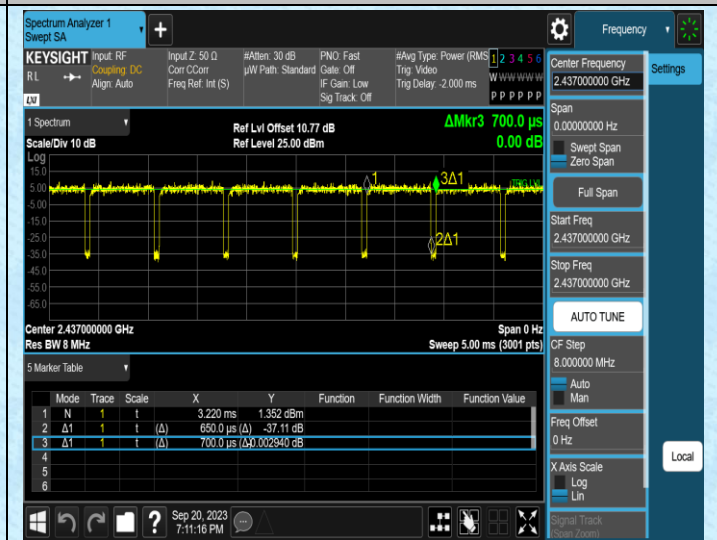 Spectrum Analyzer 1
Swept SA
Frequency
KEYSIGHT
RL
LXI
Input: RF
Coupling: DC
Align: Auto
Input Z: 50 Ω
Corr CCorr
Freq Ref: Int (S)
#Atten: 30 dB
µW Path: Standard
PNO: Fast
Gate: Off
IF Gain: Low
Sig Track: Off
#Avg Type: Power (RMS
Trig: Video
Trig Delay: -2.000 ms
1 2 3 4 5 6
W W W W W W
P P P P P P
1 Spectrum
Scale/Div 10 dB
Ref Lvl Offset 10.77 dB
Ref Level 25.00 dBm
ΔMkr3 700.0 µs
0.00 dB
Log
15.0
5.00
-5.00
-15.0
-25.0
-35.0
-45.0
-55.0
-65.0
1
3Δ1
2Δ1
TRIG LVL
Center 2.437000000 GHz
Res BW 8 MHz
Span 0 Hz
Sweep 5.00 ms (3001 pts)
5 Marker Table
Mode Trace Scale X Y Function Function Width Function Value
1 N 1 t 3.220 ms 1.352 dBm
2 Δ1 1 t (Δ) 650.0 µs (Δ) -37.11 dB
3 Δ1 1 t (Δ) 700.0 µs (Δ) 0.002940 dB
4
5
6
Sep 20, 2023
7:11:16 PM
?
Center Frequency
2.437000000 GHz
Span
0.00000000 Hz
Swept Span
Zero Span
Full Span
Start Freq
2.437000000 GHz
Stop Freq
2.437000000 GHz
AUTO TUNE
CF Step
8.000000 MHz
Auto
Man
Freq Offset
0 Hz
X Axis Scale
Log
Lin
Signal Track
(Span Zoom)
Settings
Local